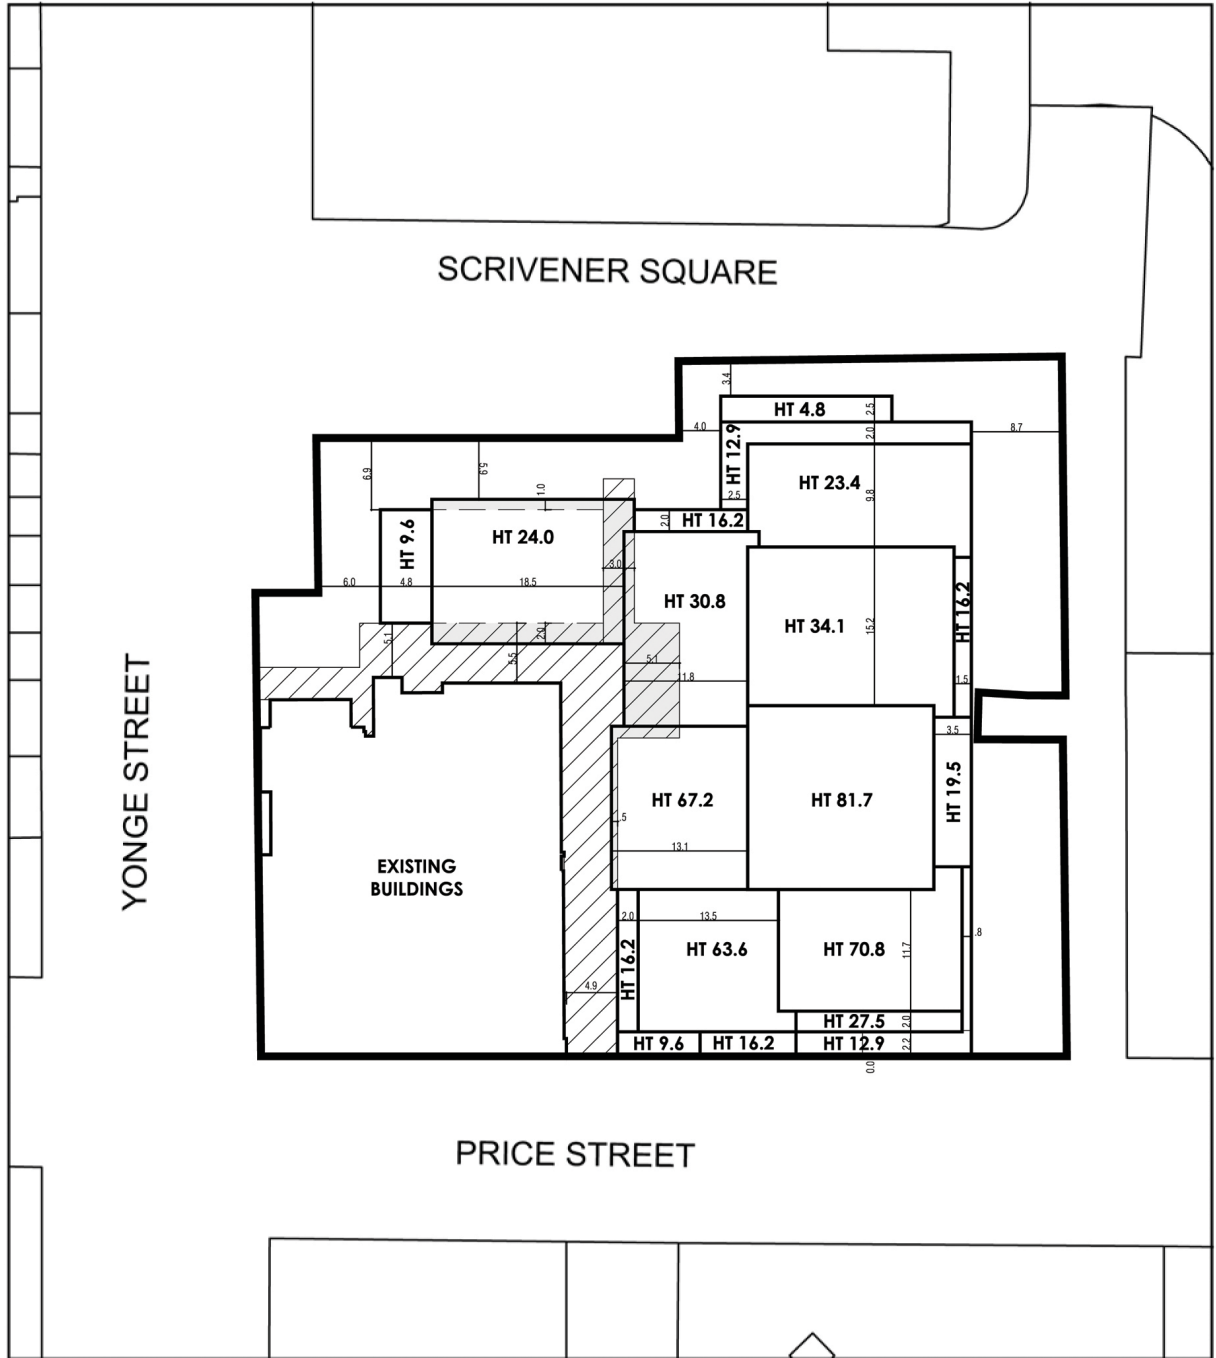 SCRIVENER SQUARE
3.4
HT 4.8
2.5
4.0
HT 12.9
2.0
8.7
6.9
5.9
HT 23.4
1.0
2.5
9.8
HT 9.6
HT 24.0
2.0
HT 16.2
3.0
6.0
4.8
18.5
HT 30.8
HT 34.1
15.2
HT 16.2
5.1
5.5
2.0
5.1
11.8
1.5
3.5
YONGE STREET
HT 67.2
HT 81.7
HT 19.5
.5
13.1
EXISTING
BUILDINGS
2.0
13.5
HT 16.2
HT 63.6
HT 70.8
11.7
.8
4.9
HT 27.5
2.0
HT 9.6
HT 16.2
HT 12.9
2.2
0.0
PRICE STREET